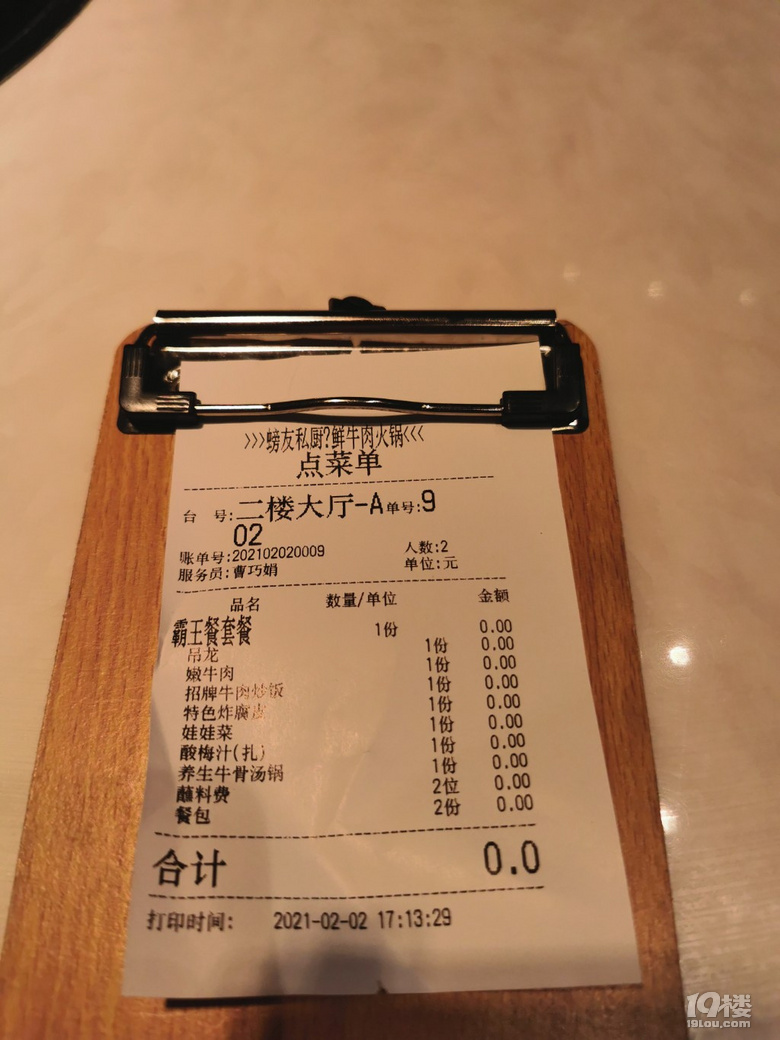 >>>螃友私厨?鲜牛肉火锅<<<
点菜单
台 号:二楼大厅-A单号:9
02
账单号:202102020009 人数:2
服务员:曹巧娟 单位:元
品名 数量/单位 金额
霸王餐套餐 1份 0.00
吊龙 1份 0.00
嫩牛肉 1份 0.00
招牌牛肉炒饭 1份 0.00
特色炸腐皮 1份 0.00
娃娃菜 1份 0.00
酸梅汁(扎) 1份 0.00
养生牛骨汤锅 1份 0.00
蘸料费 2位 0.00
餐包 2份 0.00
合计 0.0
打印时间: 2021-02-02 17:13:29
19楼
19lou.com